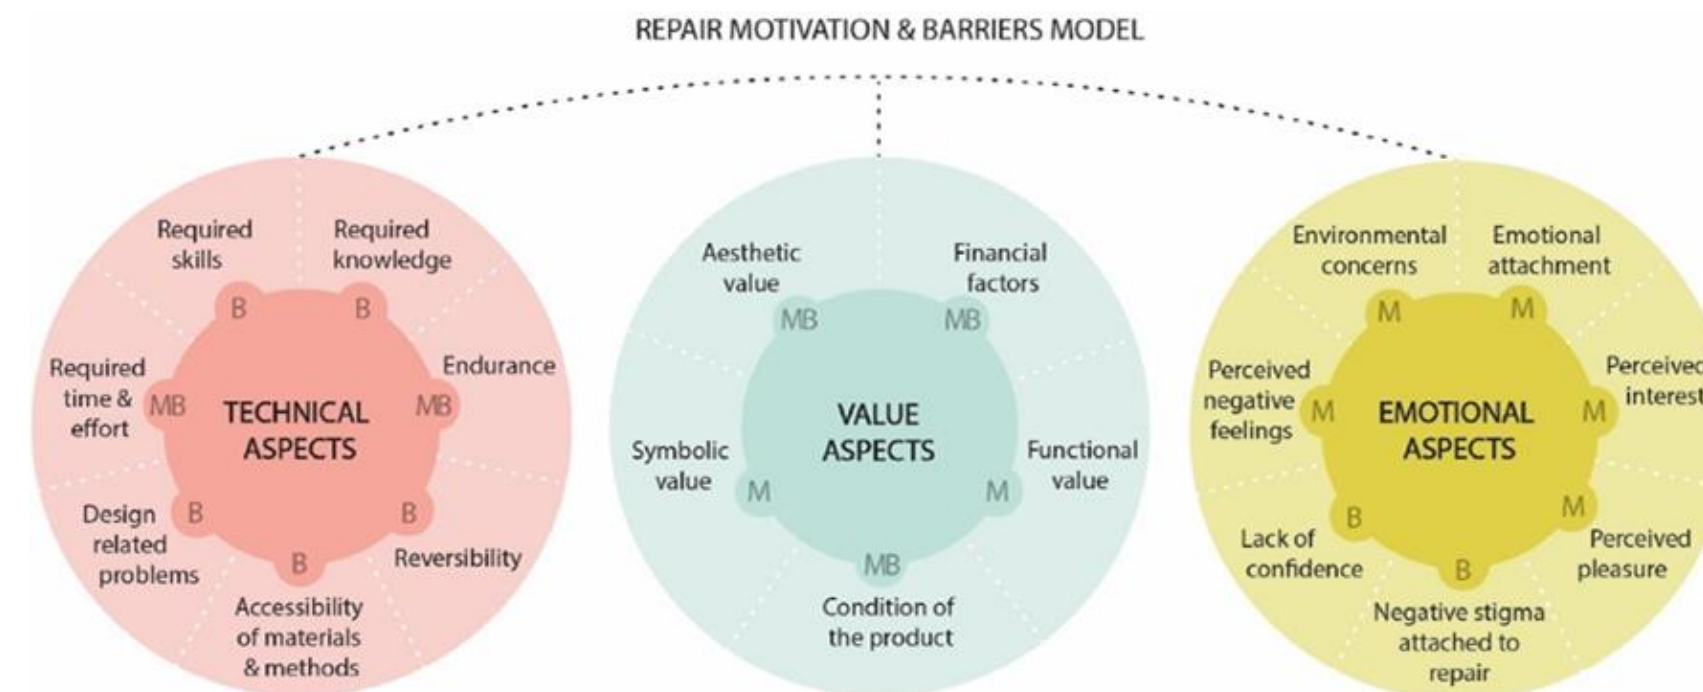 REPAIR MOTIVATION & BARRIERS MODEL
Required
skills
B
Required
knowledge
B
Required
time &
effort
MB
Endurance
MB
TECHNICAL
ASPECTS
Design
related
problems
B
Reversibility
B
Accessibility
of materials
& methods
B
Aesthetic
value
MB
Financial
factors
MB
VALUE
ASPECTS
Symbolic
value
M
Functional
value
M
MB
Condition of
the product
Environmental
concerns
M
Emotional
attachment
M
Perceived
negative
feelings
M
Perceived
interest
M
EMOTIONAL
ASPECTS
Lack of
confidence
B
Perceived
pleasure
M
B
Negative stigma
attached to
repair